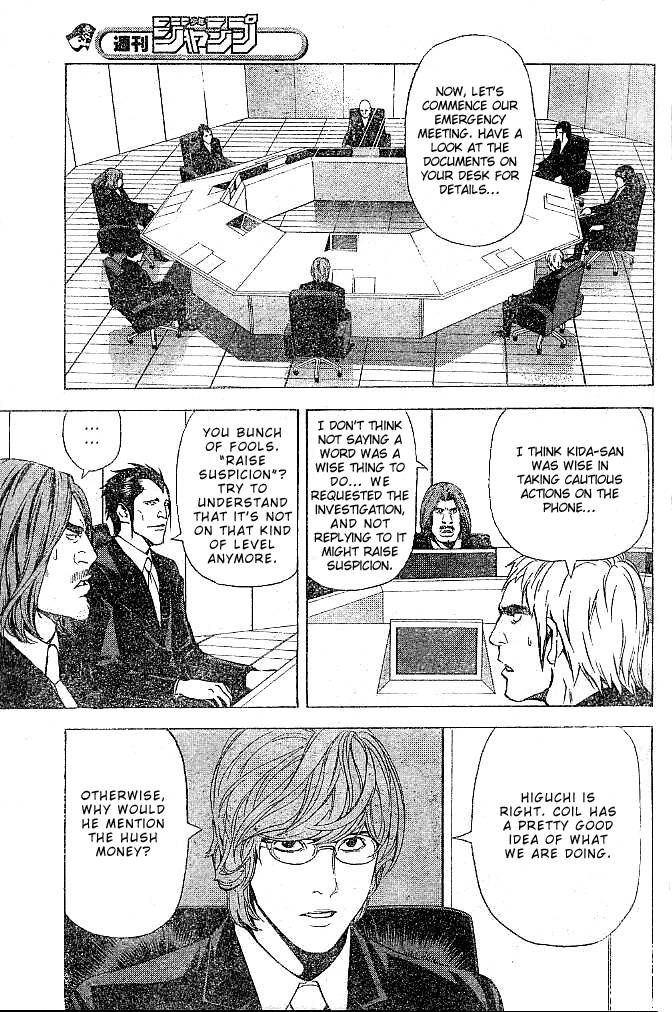 週刊少年ジャンプ
NOW, LET'S
COMMENCE OUR
EMERGENCY
MEETING. HAVE A
LOOK AT THE
DOCUMENTS ON
YOUR DESK FOR
DETAILS...
I THINK KIDA-SAN
WAS WISE IN
TAKING CAUTIOUS
ACTIONS ON THE
PHONE...
I DON'T THINK
NOT SAYING A
WORD WAS A
WISE THING TO
DO... WE
REQUESTED THE
INVESTIGATION,
AND NOT
REPLYING TO IT
MIGHT RAISE
SUSPICION.
YOU BUNCH
OF FOOLS.
"RAISE
SUSPICION"?
TRY TO
UNDERSTAND
THAT IT'S NOT
ON THAT KIND
OF LEVEL
ANYMORE.
...
...
HIGUCHI IS
RIGHT. COIL HAS
A PRETTY GOOD
IDEA OF WHAT
WE ARE DOING.
OTHERWISE,
WHY WOULD
HE MENTION
THE HUSH
MONEY?